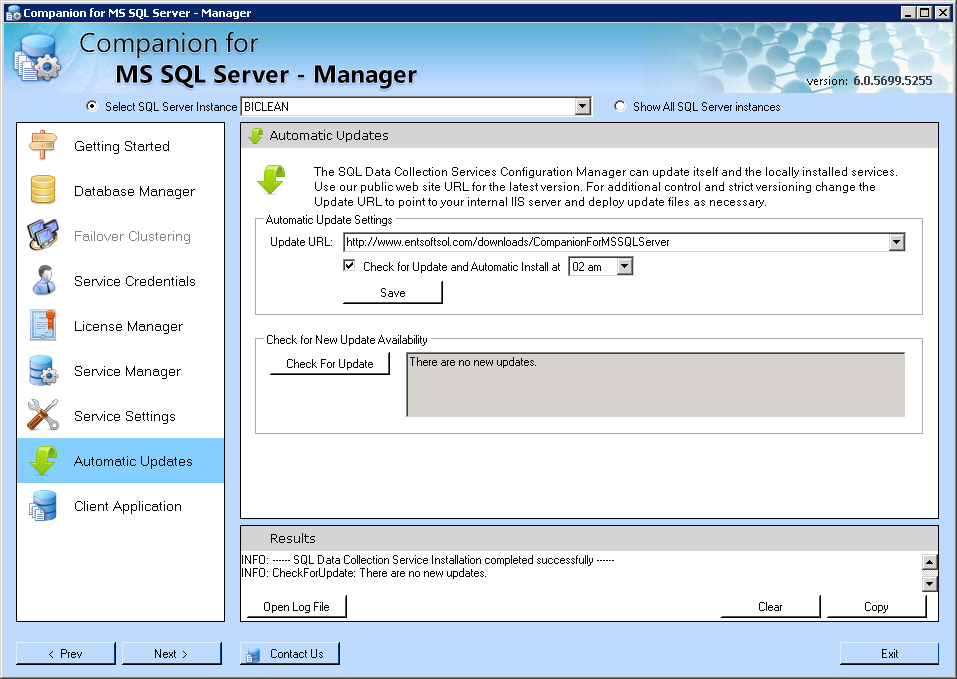 Companion for MS SQL Server - Manager
Companion for
MS SQL Server - Manager
version: 6.0.5699.5255
Select SQL Server Instance BICLEAN Show All SQL Server instances
Getting Started
Database Manager
Failover Clustering
Service Credentials
License Manager
Service Manager
Service Settings
Automatic Updates
Client Application
Automatic Updates
The SQL Data Collection Services Configuration Manager can update itself and the locally installed services.
Use our public web site URL for the latest version. For additional control and strict versioning change the
Update URL to point to your internal IIS server and deploy update files as necessary.
Automatic Update Settings
Update URL: http://www.entsoftsol.com/downloads/CompanionForMSSQLServer
Check for Update and Automatic Install at 02 am
Save
Check for New Update Availability
Check For Update There are no new updates.
Results
INFO: ------ SQL Data Collection Service Installation completed successfully ------
INFO: CheckForUpdate: There are no new updates.
Open Log File Clear Copy
< Prev Next > Contact Us Exit